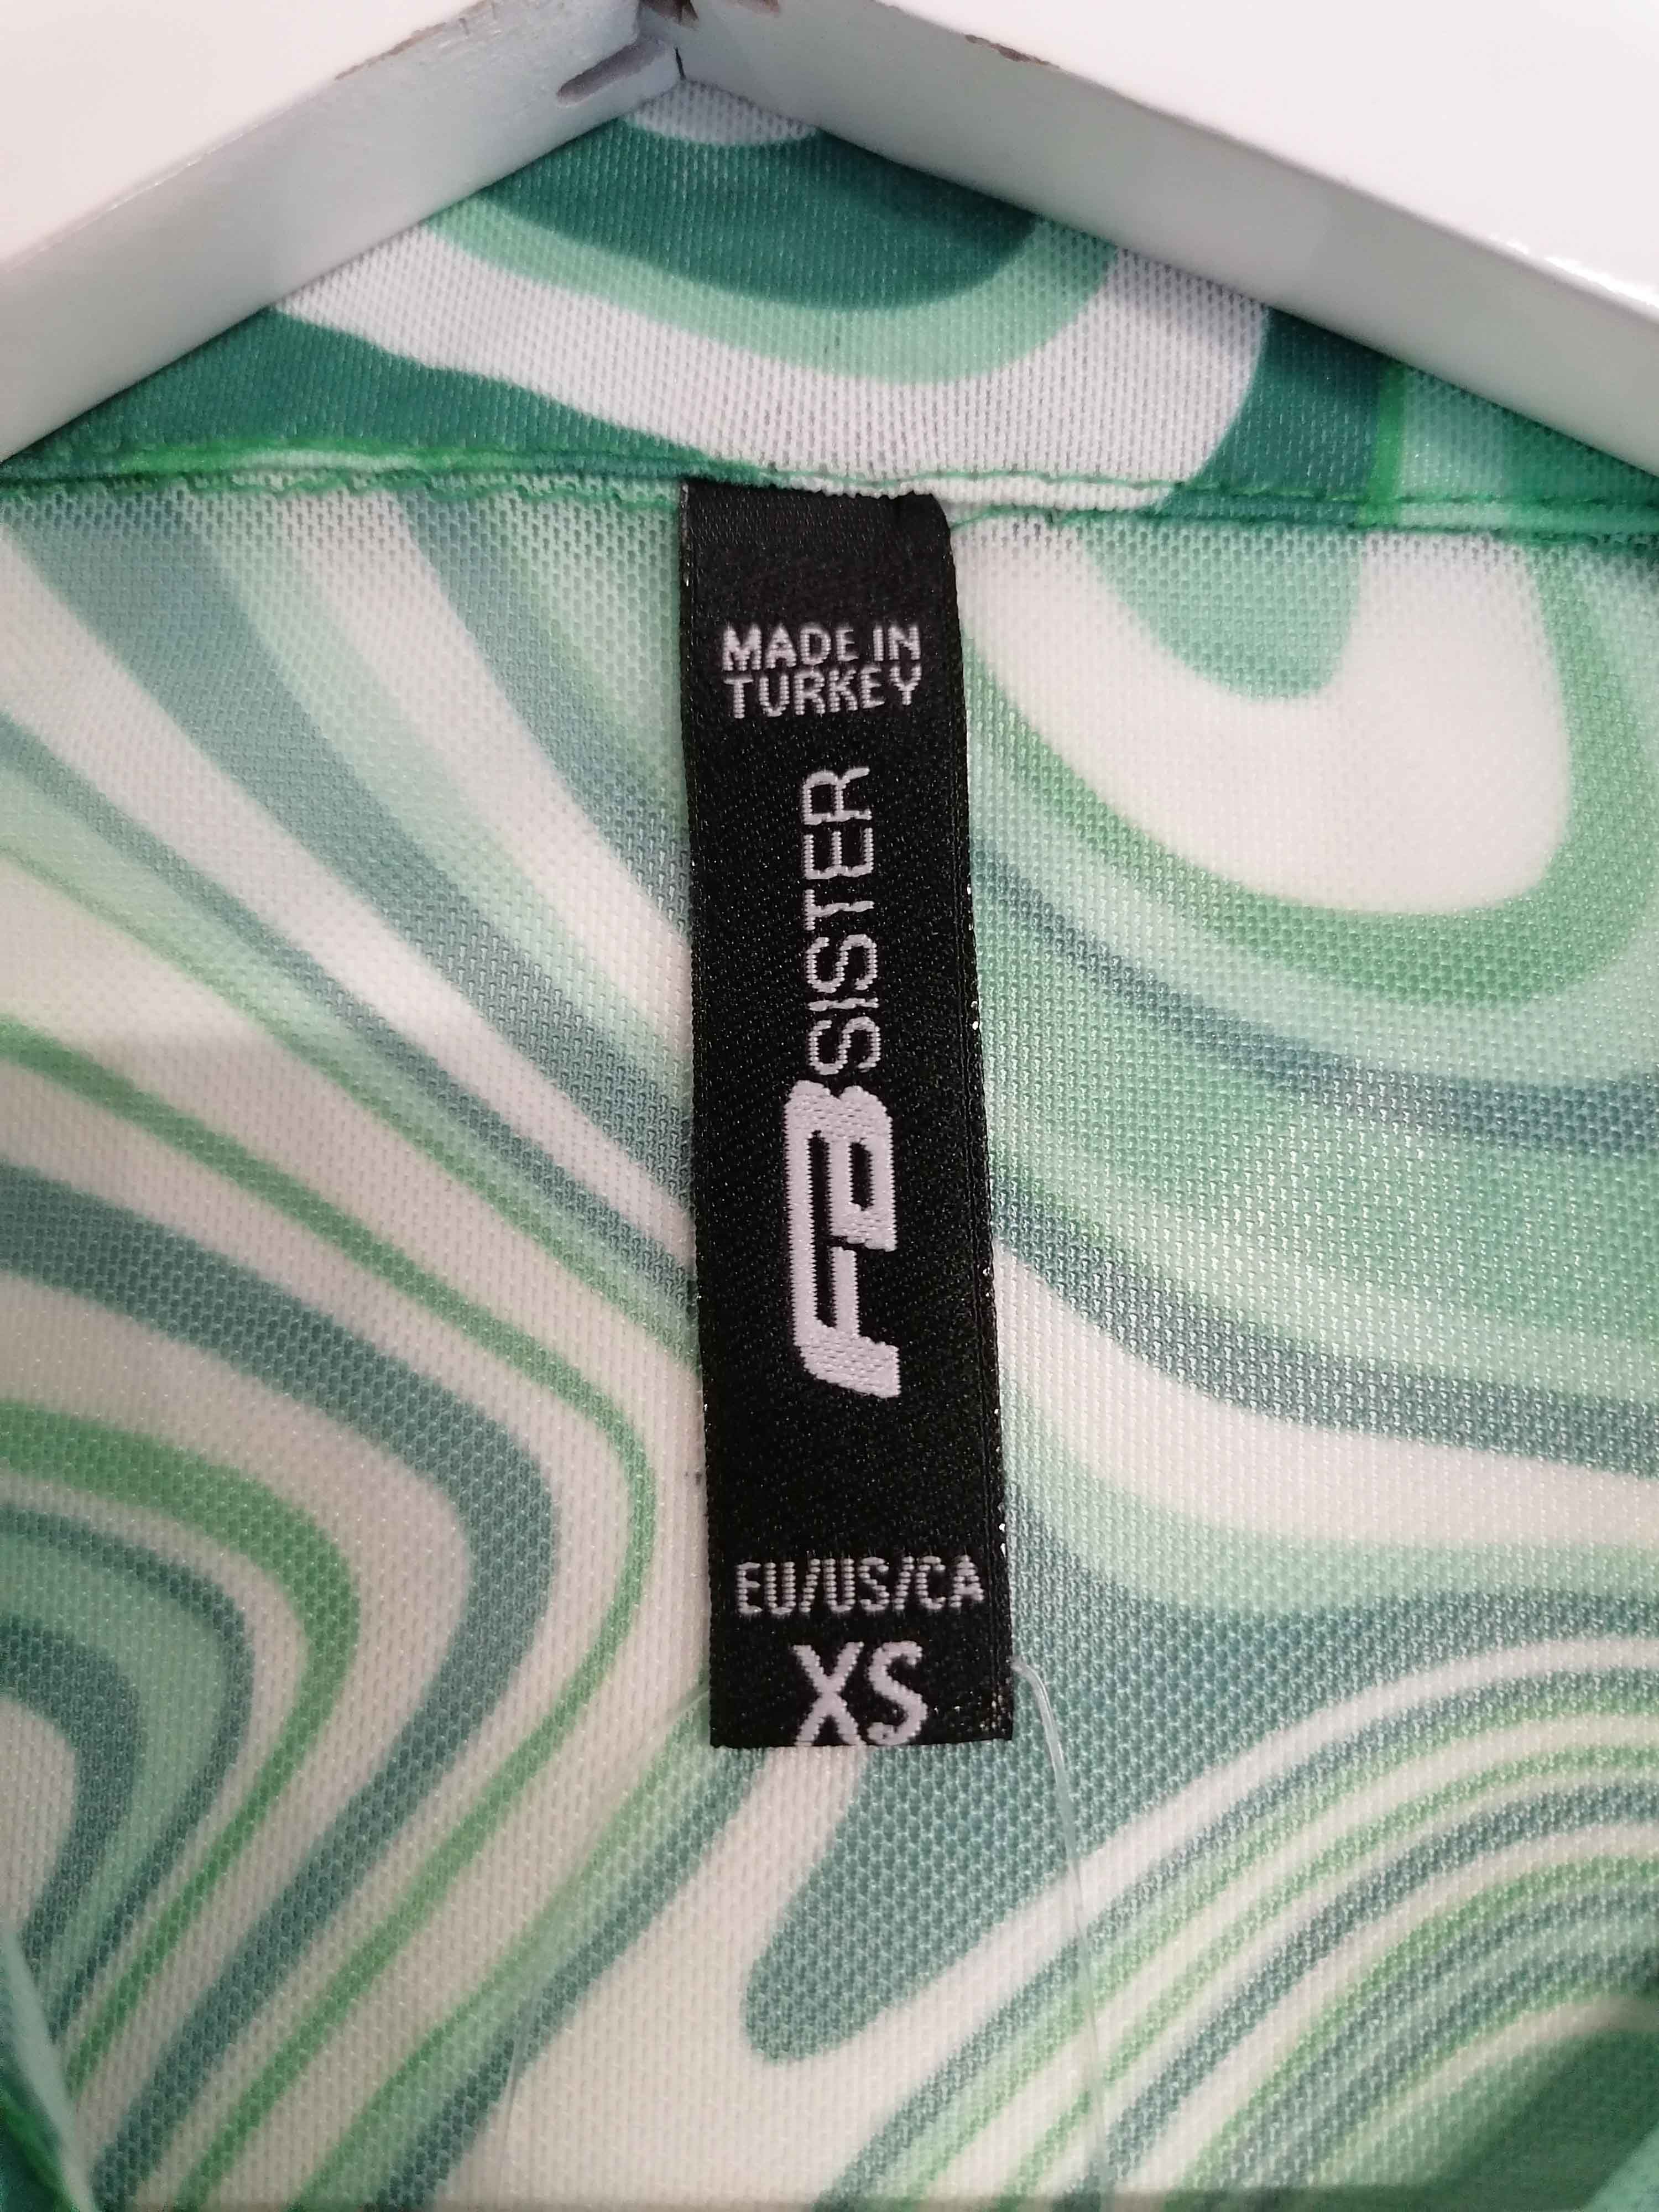 MADE IN
TURKEY
FB SISTER
EU/US/CA
XS